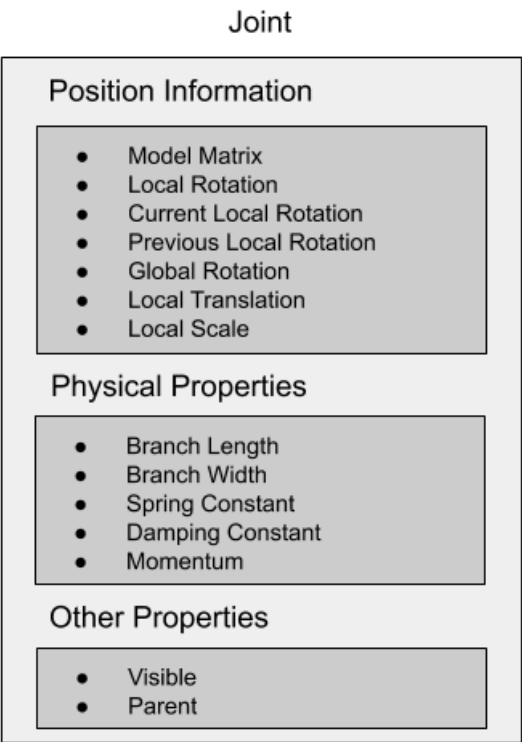 Joint
Position Information
● Model Matrix
● Local Rotation
● Current Local Rotation
● Previous Local Rotation
● Global Rotation
● Local Translation
● Local Scale
Physical Properties
● Branch Length
● Branch Width
● Spring Constant
● Damping Constant
● Momentum
Other Properties
● Visible
● Parent